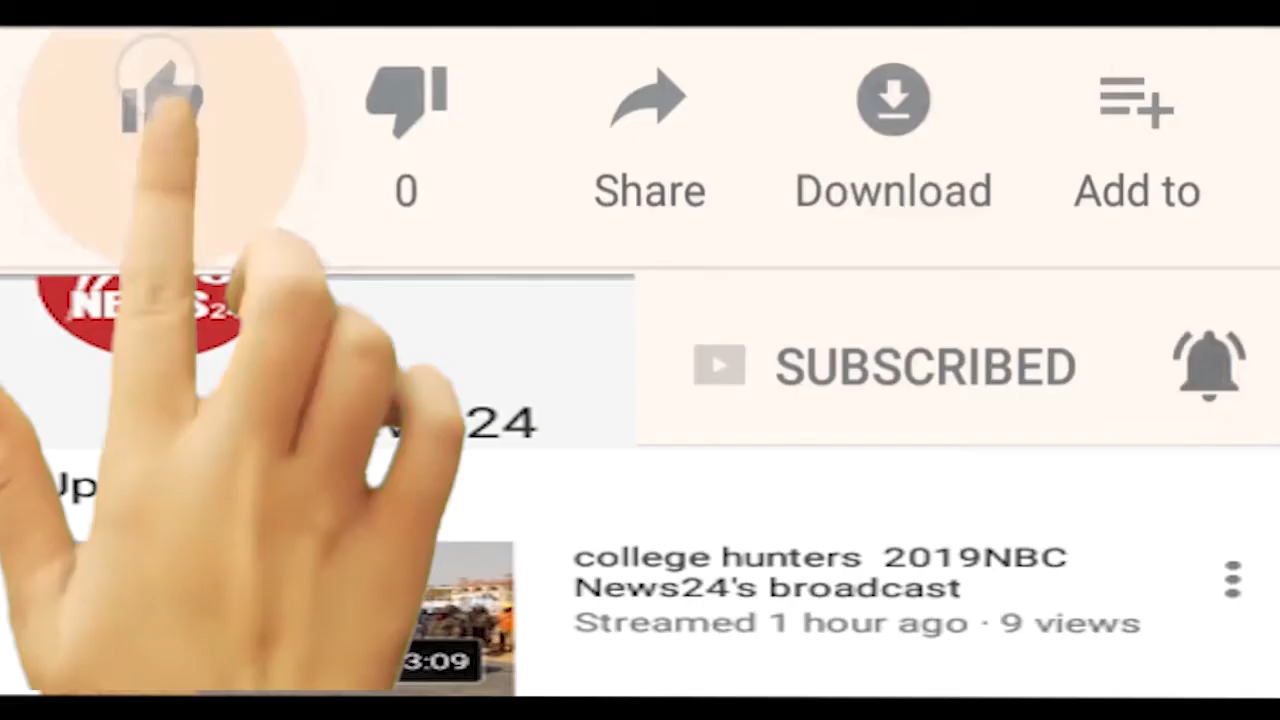 0
Share
Download
Add to
SUBSCRIBED
24
college hunters 2019NBC
News24's broadcast
Streamed 1 hour ago · 9 views
3:09